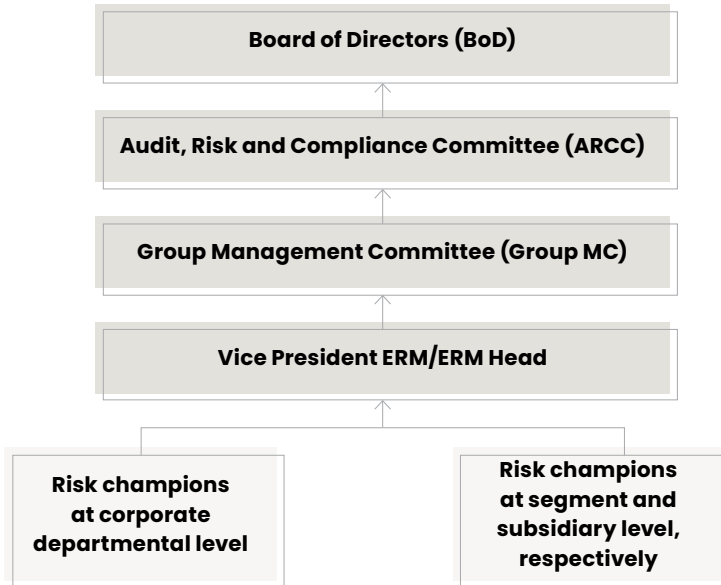 Board of Directors (BoD)
Audit, Risk and Compliance Committee (ARCC)
Group Management Committee (Group MC)
Vice President ERM/ERM Head
Risk champions
at corporate
departmental level
Risk champions
at segment and
subsidiary level,
respectively